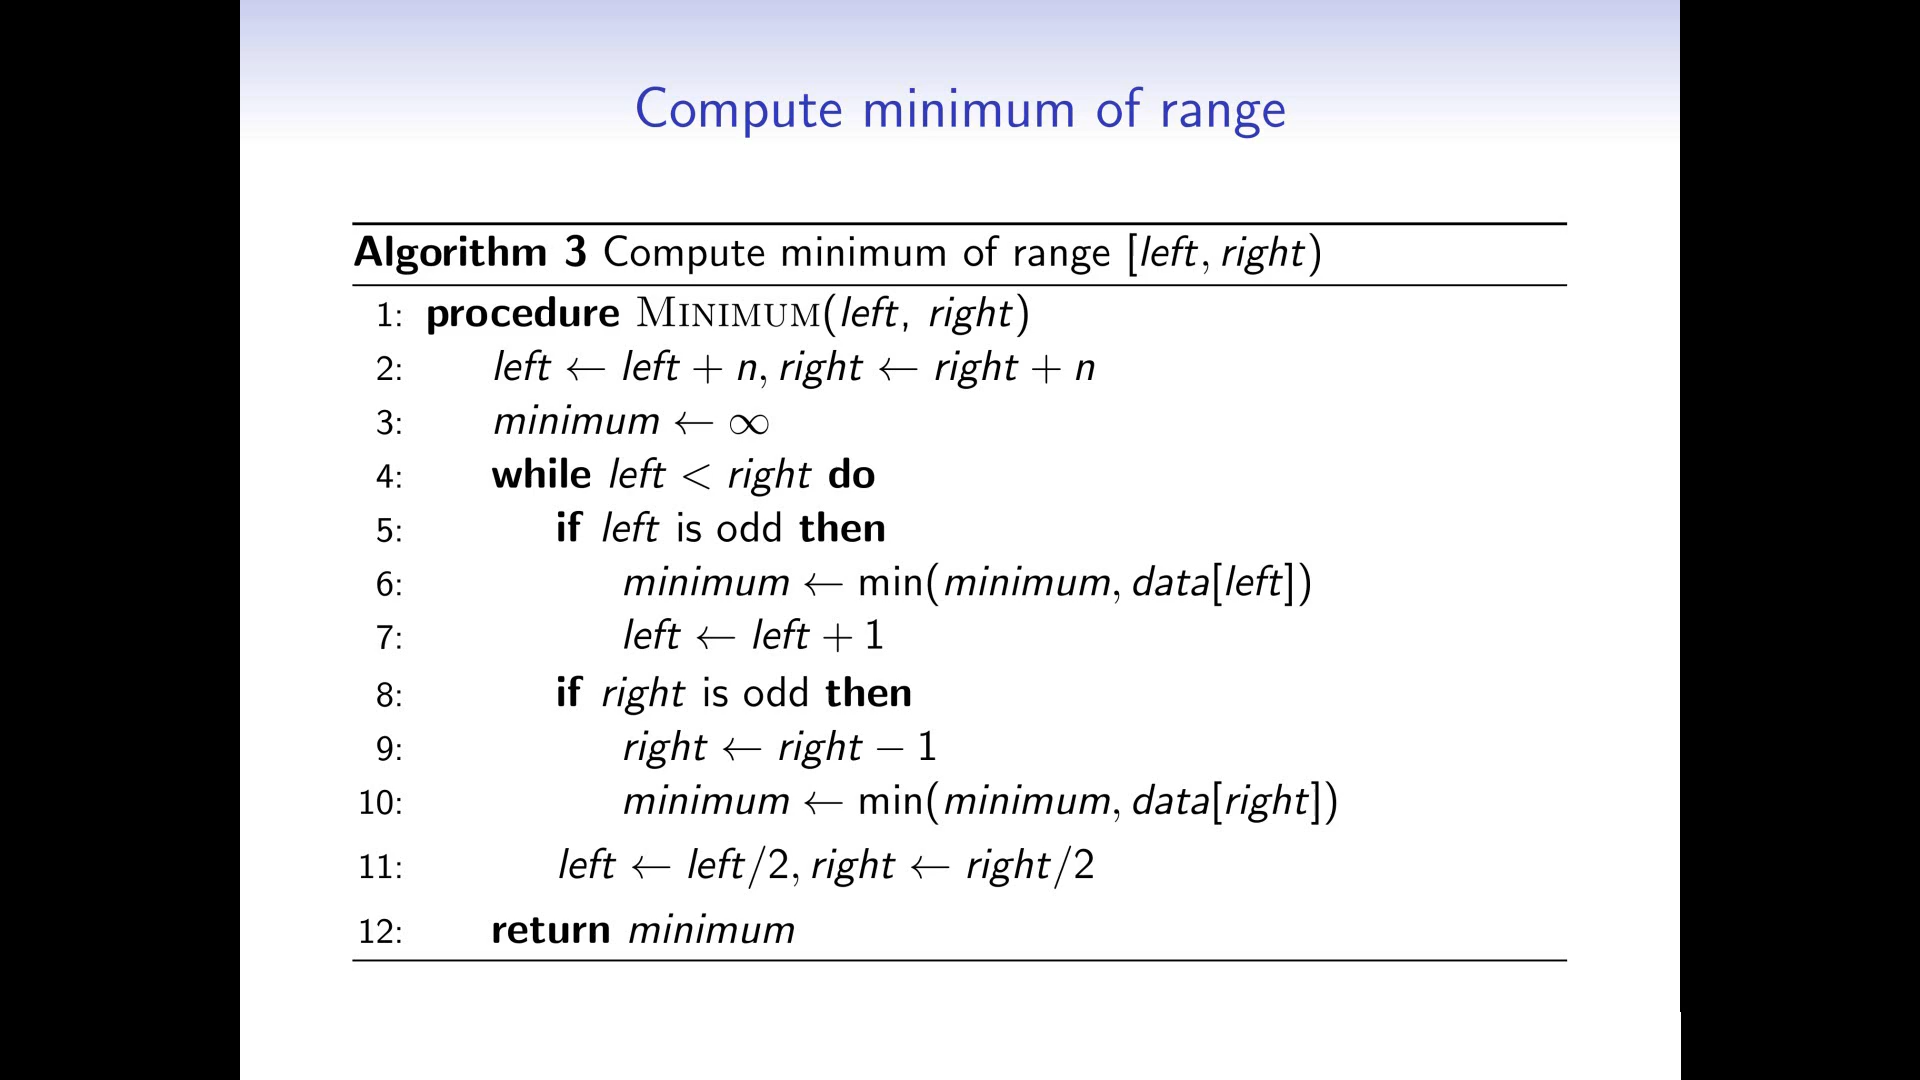 Compute minimum of range
Algorithm 3 Compute minimum of range [left, right)
1: procedure MINIMUM(left, right)
2: left ← left + n, right ← right + n
3: minimum ← ∞
4: while left < right do
5: if left is odd then
6: minimum ← min(minimum, data[left])
7: left ← left + 1
8: if right is odd then
9: right ← right − 1
10: minimum ← min(minimum, data[right])
11: left ← left/2, right ← right/2
12: return minimum